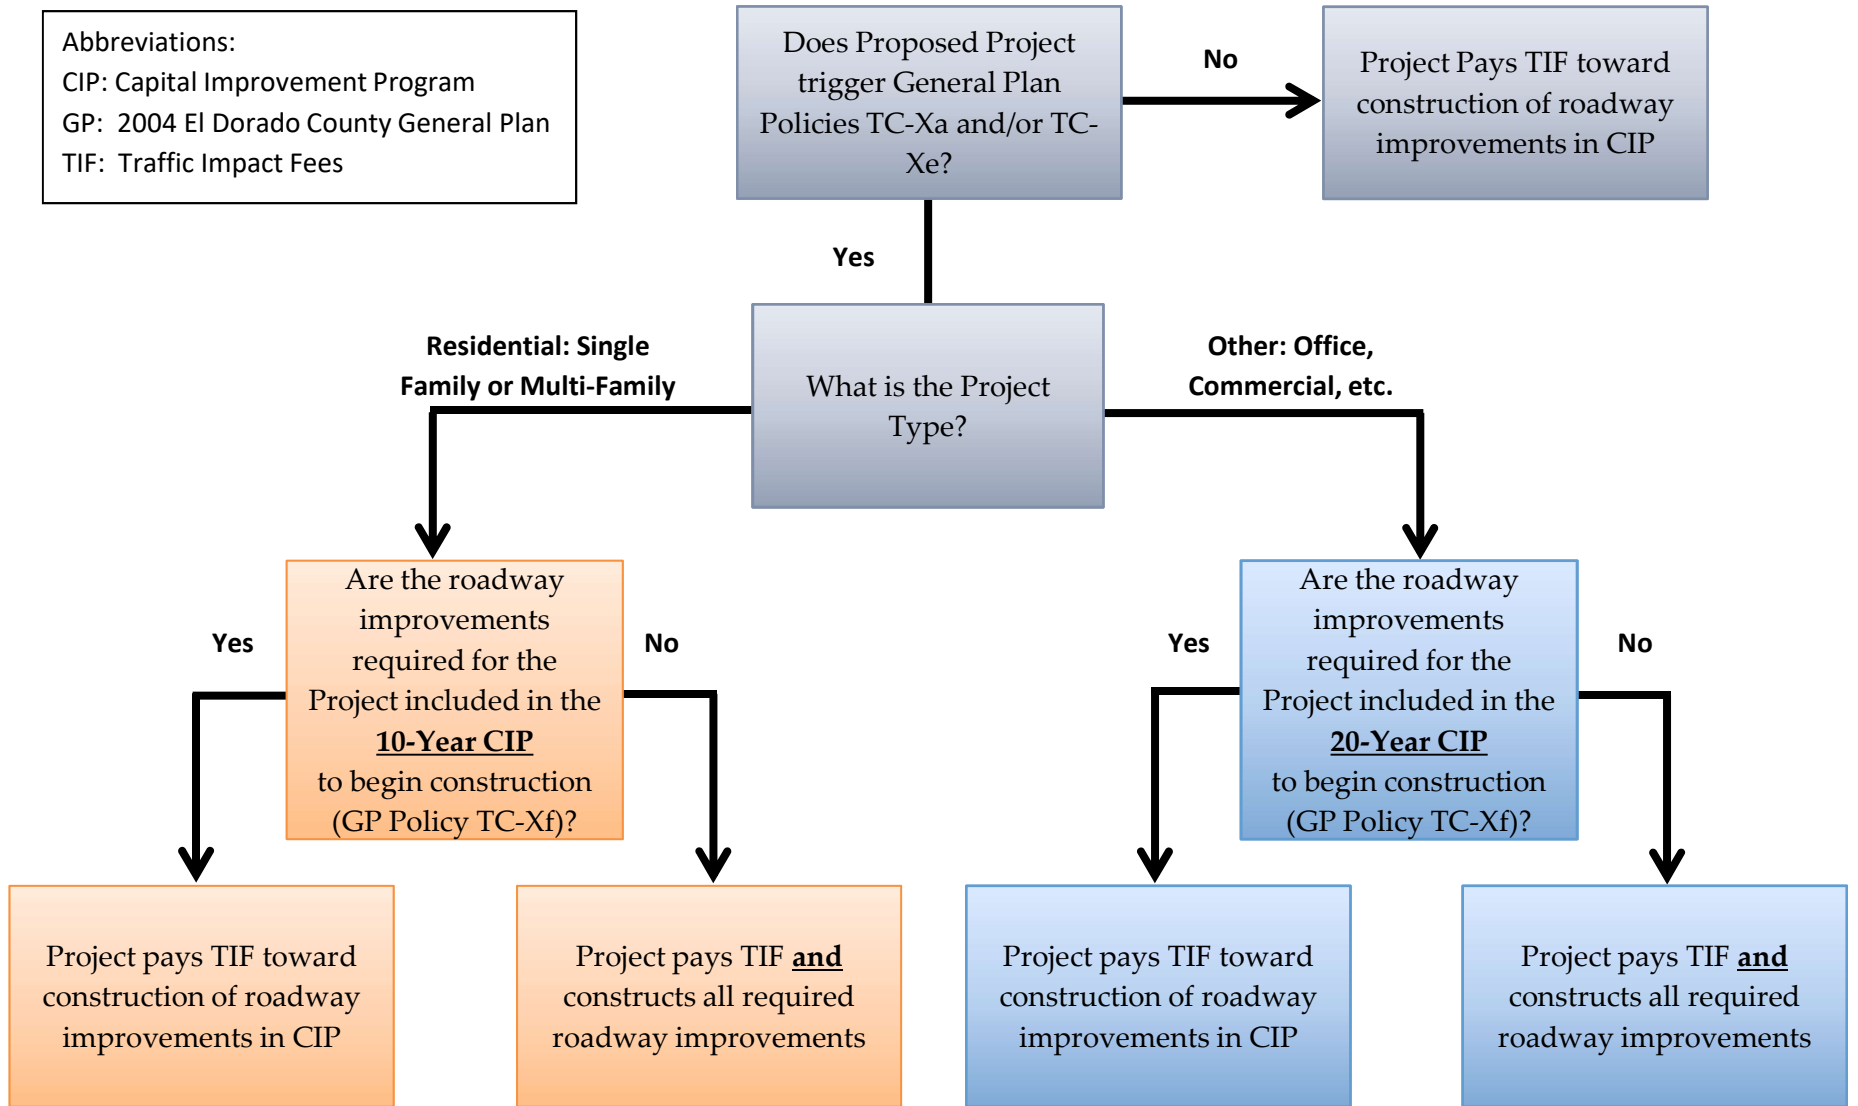 Abbreviations:
CIP: Capital Improvement Program
GP: 2004 El Dorado County General Plan
TIF: Traffic Impact Fees
Does Proposed Project
trigger General Plan
Policies TC-Xa and/or TC-
Xe?
No
Project Pays TIF toward
construction of roadway
improvements in CIP
Yes
What is the Project
Type?
Residential: Single
Family or Multi-Family
Other: Office,
Commercial, etc.
Are the roadway
improvements
required for the
Project included in the
10-Year CIP
to begin construction
(GP Policy TC-Xf)?
Yes
No
Are the roadway
improvements
required for the
Project included in the
20-Year CIP
to begin construction
(GP Policy TC-Xf)?
Yes
No
Project pays TIF toward
construction of roadway
improvements in CIP
Project pays TIF and
constructs all required
roadway improvements
Project pays TIF toward
construction of roadway
improvements in CIP
Project pays TIF and
constructs all required
roadway improvements